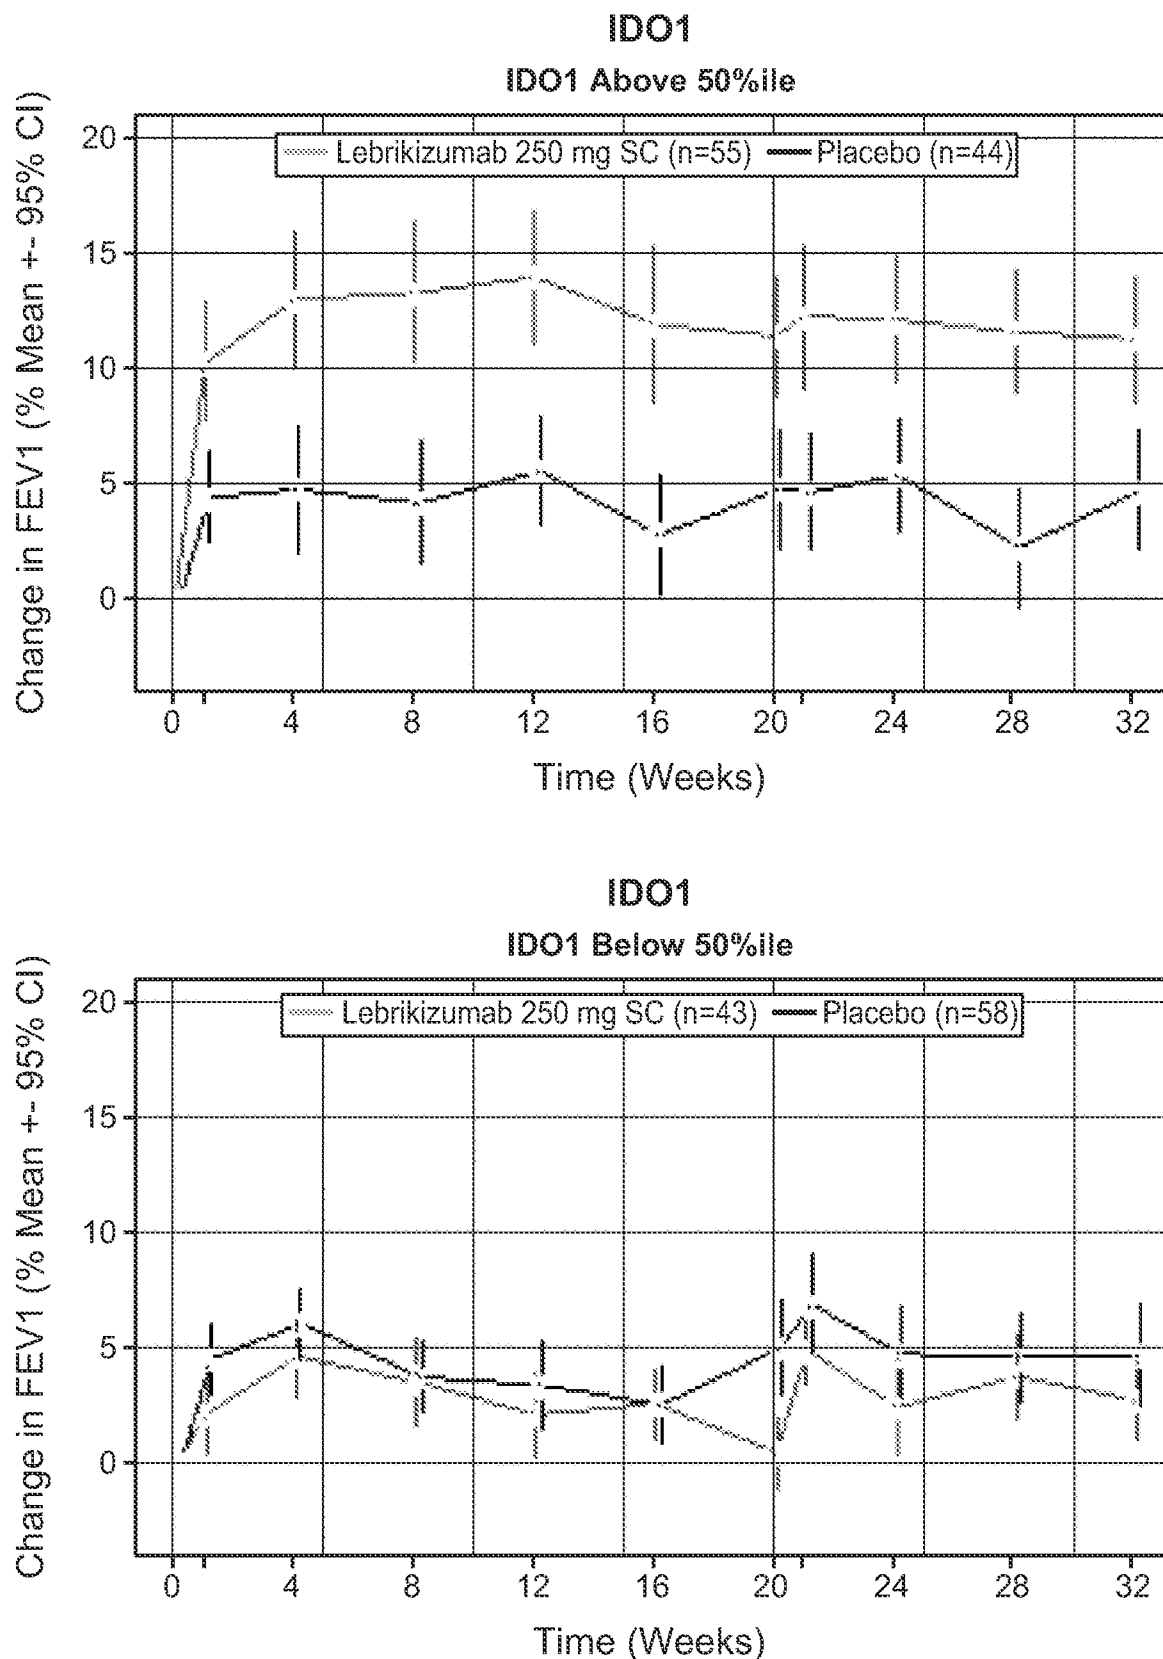 IDO1
IDO1 Above 50%ile
Change in FEV1 (% Mean +- 95% CI)
Lebrikizumab 250 mg SC (n=55) Placebo (n=44)
20
15
10
5
0
0 4 8 12 16 20 24 28 32
Time (Weeks)
IDO1
IDO1 Below 50%ile
Change in FEV1 (% Mean +- 95% CI)
Lebrikizumab 250 mg SC (n=43) Placebo (n=58)
20
15
10
5
0
0 4 8 12 16 20 24 28 32
Time (Weeks)